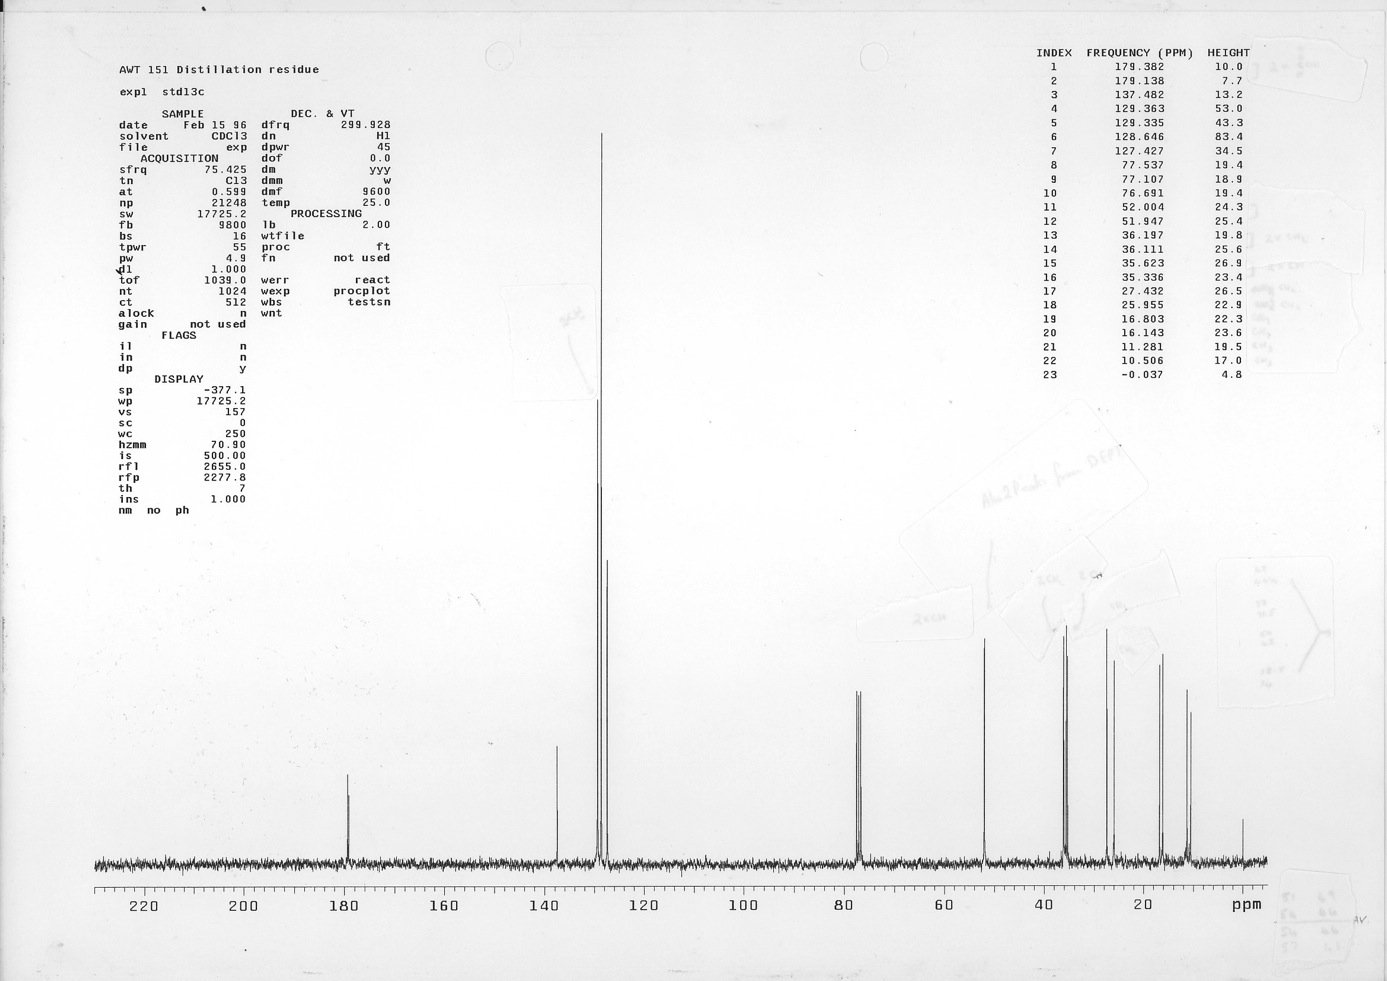 AWT 151 Distillation residue
exp1 std13c
SAMPLE
date Feb 15 96
solvent CDCl3
file exp
ACQUISITION
sfrq 75.425
tn C13
at 0.599
np 21248
sw 17725.2
fb 9800
bs 16
tpwr 55
pw 4.9
d1 1.000
tof 1039.0
nt 1024
ct 512
alock n
gain not used
FLAGS
il n
in n
dp y
DISPLAY
sp -377.1
wp 17725.2
vs 157
sc 0
wc 250
hzmm 70.90
is 500.00
rfl 2655.0
rfp 2277.8
th 7
ins 1.000
nm no ph
DEC. & VT
dfrq 299.928
dn H1
dpwr 45
dof 0.0
dm yyy
dmm w
dmf 9600
temp 25.0
PROCESSING
lb 2.00
wtfile
proc ft
fn not used
werr react
wexp procplot
wbs testsn
wnt
INDEX FREQUENCY (PPM) HEIGHT
1 179.382 10.0
2 179.138 7.7
3 137.482 13.2
4 129.363 53.0
5 129.335 43.3
6 128.646 83.4
7 127.427 34.5
8 77.537 19.4
9 77.107 18.9
10 76.691 19.4
11 52.004 24.3
12 51.947 25.4
13 36.197 19.8
14 36.111 25.6
15 35.623 26.9
16 35.336 23.4
17 27.432 26.5
18 25.955 22.9
19 16.803 22.3
20 16.143 23.6
21 11.281 19.5
22 10.506 17.0
23 -0.037 4.8
Also 2 Peaks from DEPT
2xCH
220 200 180 160 140 120 100 80 60 40 20 ppm
AV.